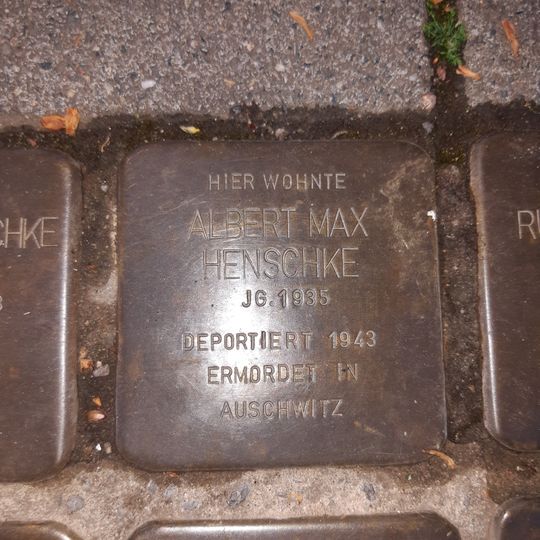 HIER WOHNTE
ALBERT MAX
HENSCHKE
JG. 1935
DEPORTIERT 1943
ERMORDET IN
AUSCHWITZ